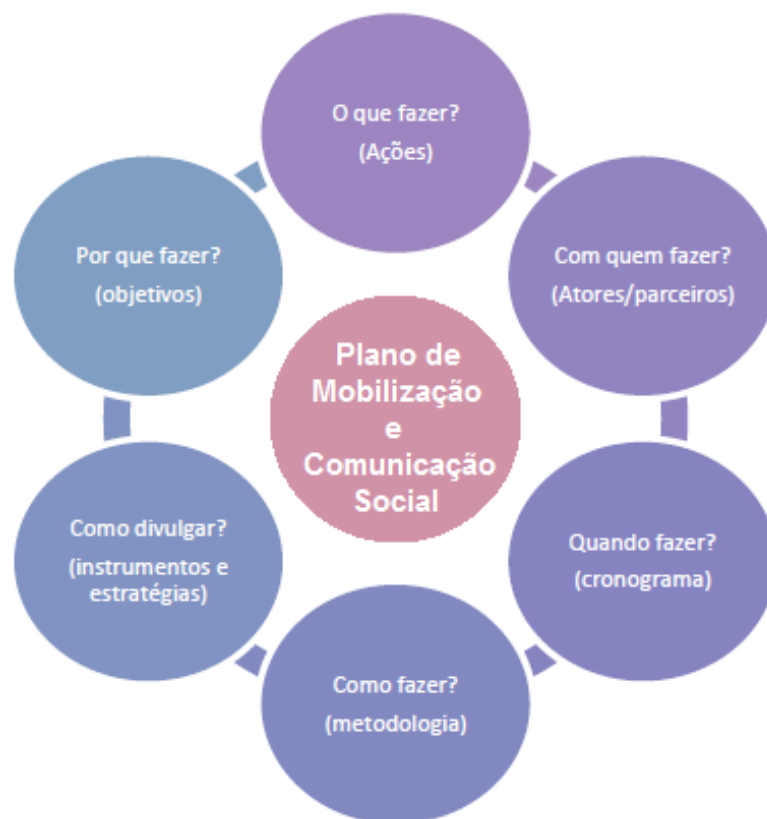 O que fazer?
(Ações)
Com quem fazer?
(Atores/parceiros)
Quando fazer?
(cronograma)
Como fazer?
(metodologia)
Como divulgar?
(instrumentos e
estratégias)
Por que fazer?
(objetivos)
Plano de
Mobilização
e
Comunicação
Social